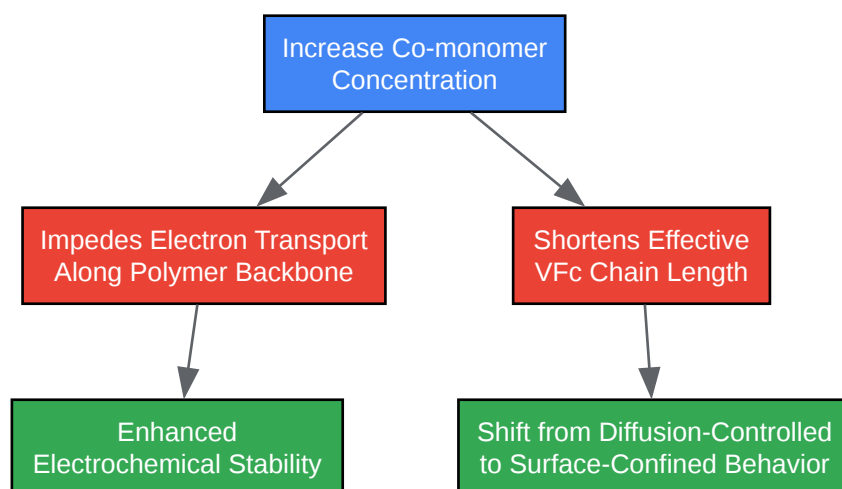 Increase Co-monomer
Concentration
Impedes Electron Transport
Along Polymer Backbone
Shortens Effective
VFc Chain Length
Enhanced
Electrochemical Stability
Shift from Diffusion-Controlled
to Surface-Confined Behavior